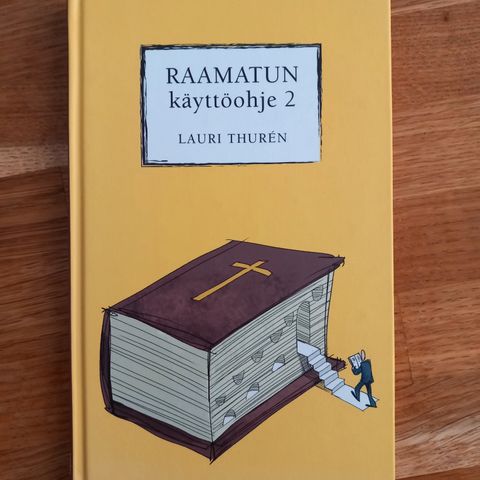 RAAMATUN
käyttöohje 2
LAURI THURÉN